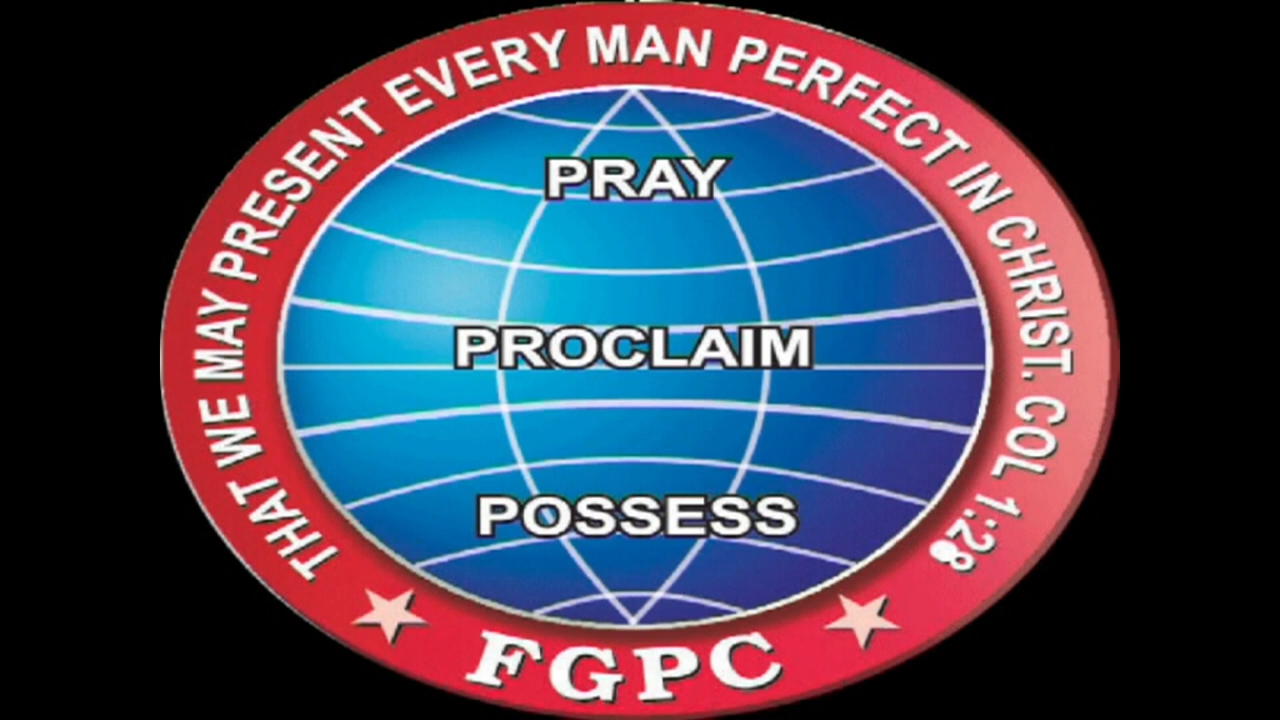 THAT WE MAY PRESENT EVERY MAN PERFECT IN CHRIST. COL 1:28
PRAY
PROCLAIM
POSSESS
FGPC